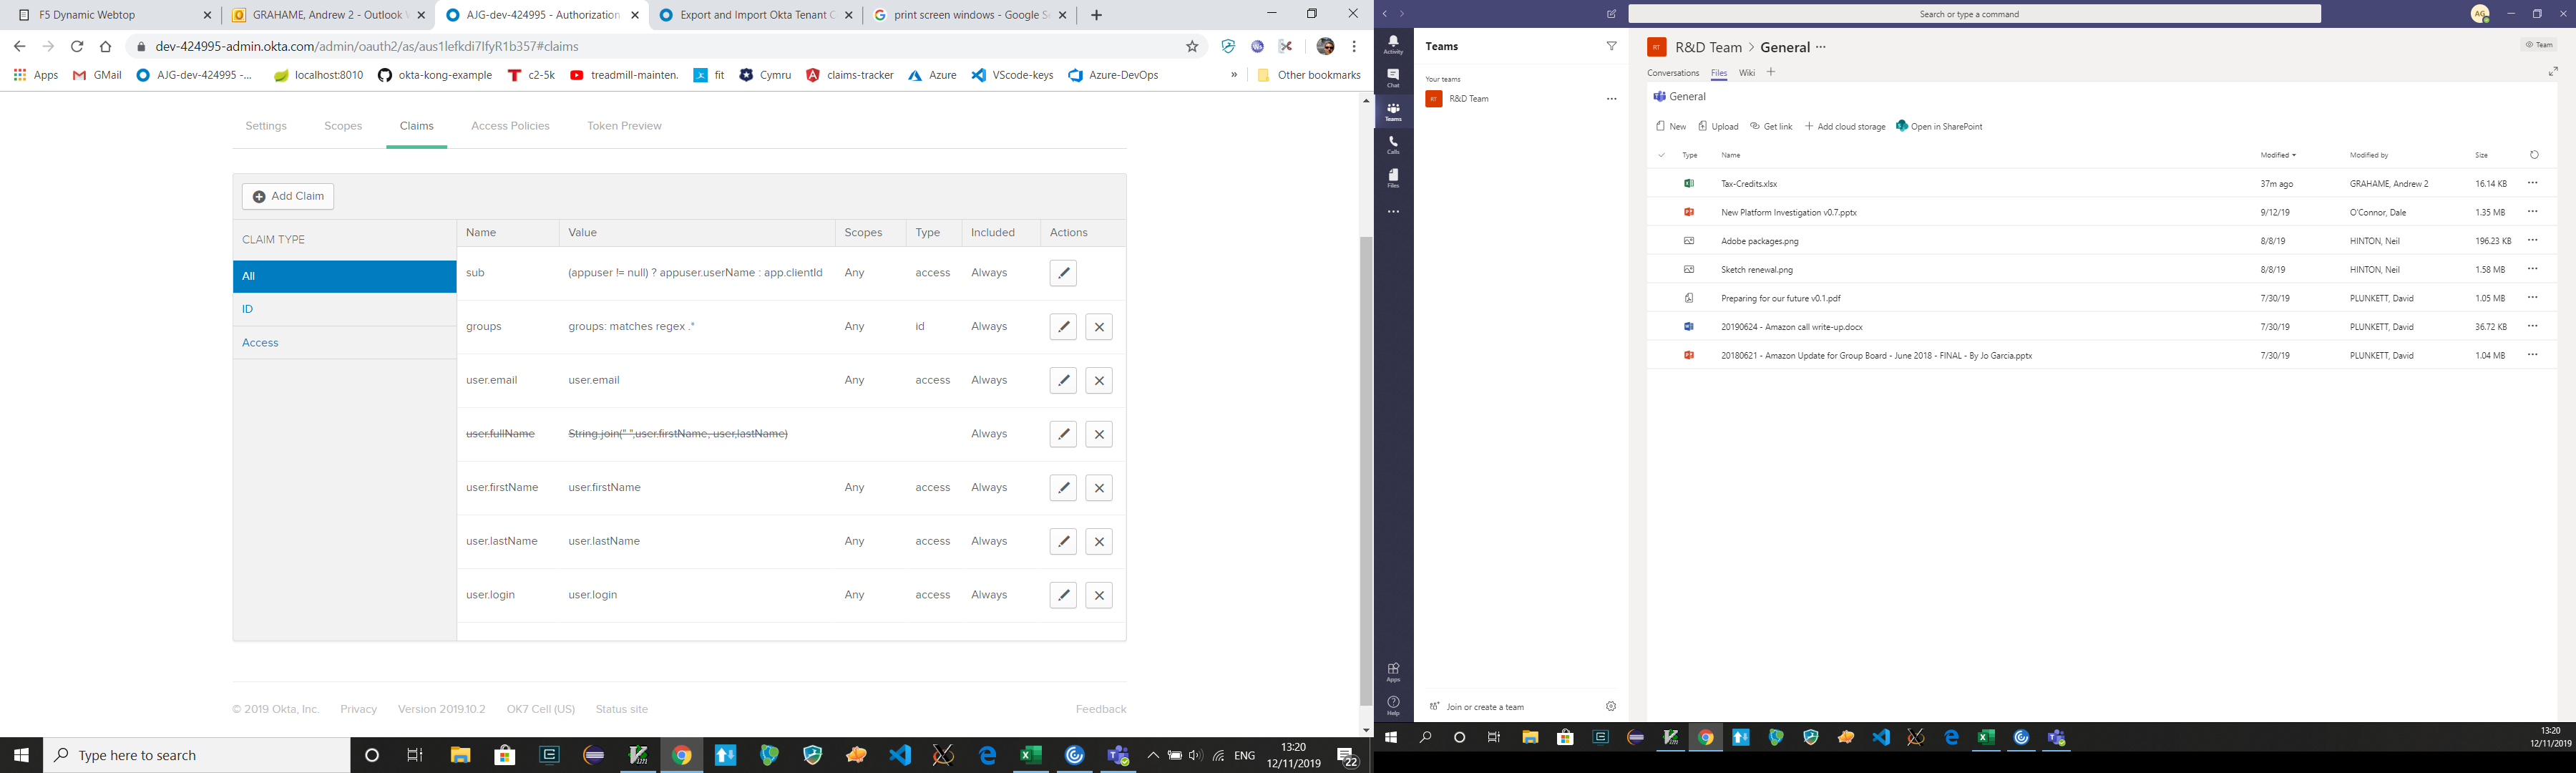 F5 Dynamic Webtop
GRAHAME, Andrew 2 - Outlook
AJG-dev-424995 - Authorization
Export and Import Okta Tenant
print screen windows - Google
dev-424995-admin.okta.com/admin/oauth2/as/aus1lefkdi7IfyR1b357#claims
Apps GMail AJG-dev-424995 -... localhost:8010 okta-kong-example c2-5k treadmill-mainten. fit Cymru claims-tracker Azure VScode-keys Azure-DevOps » Other bookmarks
Settings Scopes Claims Access Policies Token Preview
Add Claim
CLAIM TYPE
All
ID
Access
Name Value Scopes Type Included Actions
sub (appuser != null) ? appuser.userName : app.clientId Any access Always
groups groups: matches regex .* Any id Always
user.email user.email Any access Always
user.fullName String.join(" ",user.firstName, user,lastName) Always
user.firstName user.firstName Any access Always
user.lastName user.lastName Any access Always
user.login user.login Any access Always
© 2019 Okta, Inc. Privacy Version 2019.10.2 OK7 Cell (US) Status site Feedback
Type here to search
ENG
13:20
12/11/2019
22
Search or type a command
AG
Activity
Chat
Teams
Calls
Files
Apps
Help
Teams
Your teams
RT R&D Team
Join or create a team
RT R&D Team > General ...
Team
Conversations Files Wiki
General
New Upload Get link Add cloud storage Open in SharePoint
Type Name Modified Modified by Size
Tax-Credits.xlsx 37m ago GRAHAME, Andrew 2 16.14 KB
New Platform Investigation v0.7.pptx 9/12/19 O'Connor, Dale 1.35 MB
Adobe packages.png 8/8/19 HINTON, Neil 196.23 KB
Sketch renewal.png 8/8/19 HINTON, Neil 1.58 MB
Preparing for our future v0.1.pdf 7/30/19 PLUNKETT, David 1.05 MB
20190624 - Amazon call write-up.docx 7/30/19 PLUNKETT, David 36.72 KB
20180621 - Amazon Update for Group Board - June 2018 - FINAL - By Jo Garcia.pptx 7/30/19 PLUNKETT, David 1.04 MB
13:20
12/11/2019